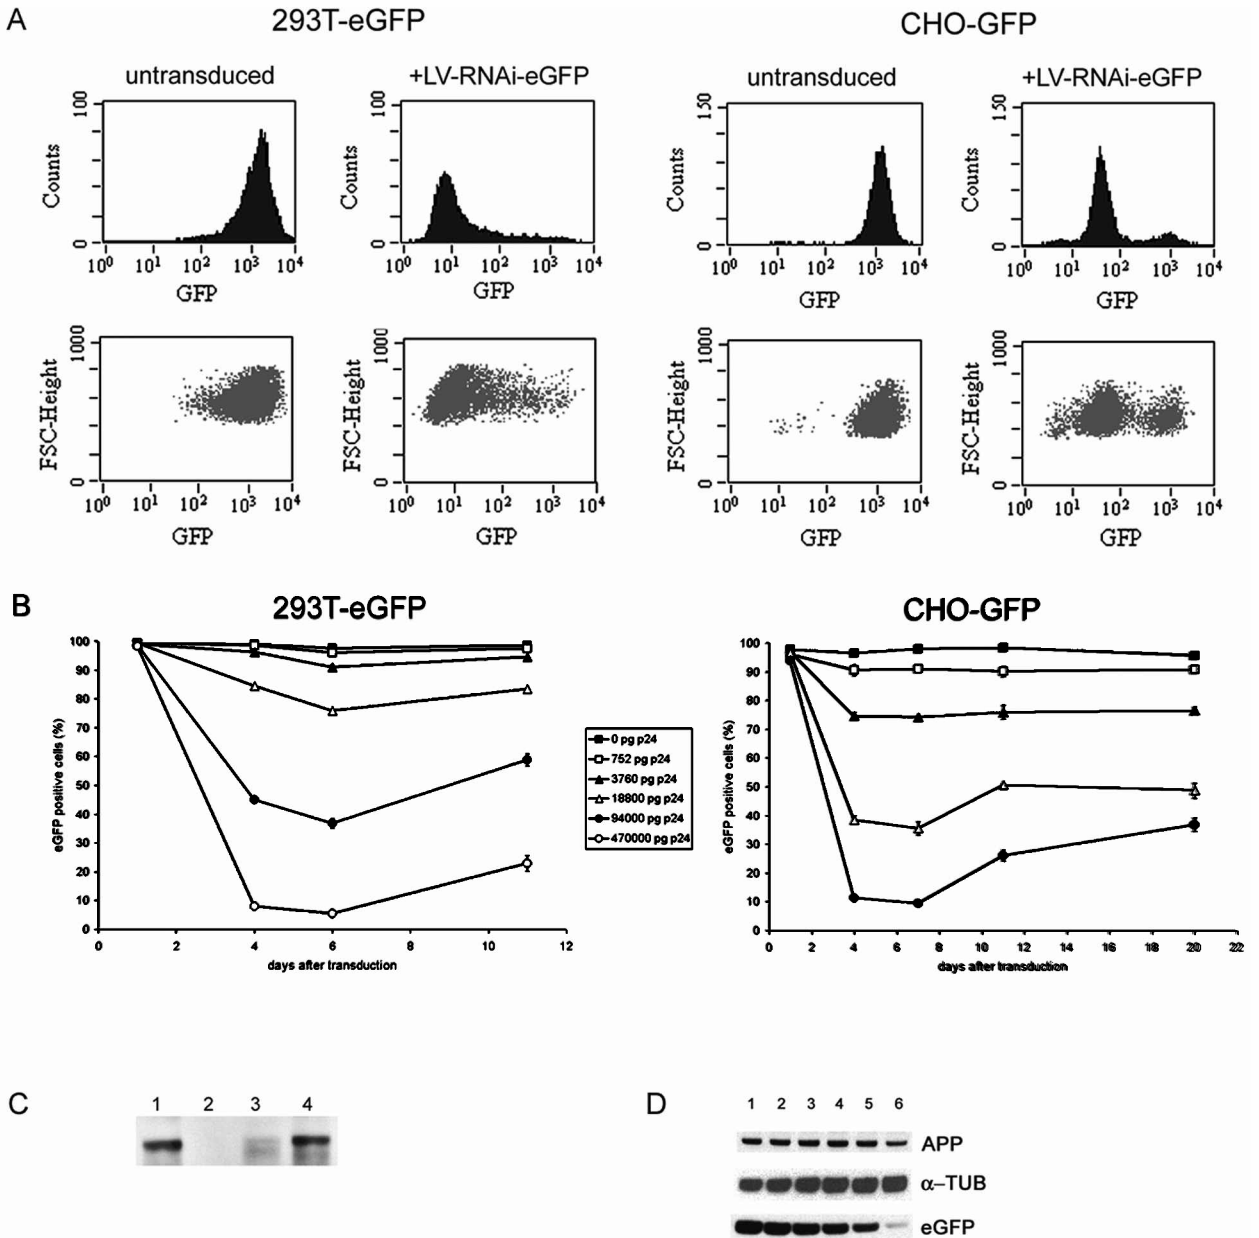 A
293T-eGFP
CHO-GFP
untransduced
+LV-RNAi-eGFP
untransduced
+LV-RNAi-eGFP
100
Counts
0
10⁰ 10¹ 10² 10³ 10⁴
GFP
100
Counts
0
10⁰ 10¹ 10² 10³ 10⁴
GFP
150
Counts
0
10⁰ 10¹ 10² 10³ 10⁴
GFP
150
Counts
0
10⁰ 10¹ 10² 10³ 10⁴
GFP
1000
FSC-Height
0
10⁰ 10¹ 10² 10³ 10⁴
GFP
1000
FSC-Height
0
10⁰ 10¹ 10² 10³ 10⁴
GFP
1000
FSC-Height
0
10⁰ 10¹ 10² 10³ 10⁴
GFP
1000
FSC-Height
0
10⁰ 10¹ 10² 10³ 10⁴
GFP
B
293T-eGFP
100
90
80
70
60
50
40
30
20
10
0
eGFP positive cells (%)
0 2 4 6 8 10 12
days after transduction
0 pg p24
752 pg p24
3760 pg p24
18800 pg p24
94000 pg p24
470000 pg p24
CHO-GFP
100
90
80
70
60
50
40
30
20
10
0
eGFP positive cells (%)
0 2 4 6 8 10 12 14 16 18 20 22
days after transduction
C
1 2 3 4
D
1 2 3 4 5 6
APP
α–TUB
eGFP